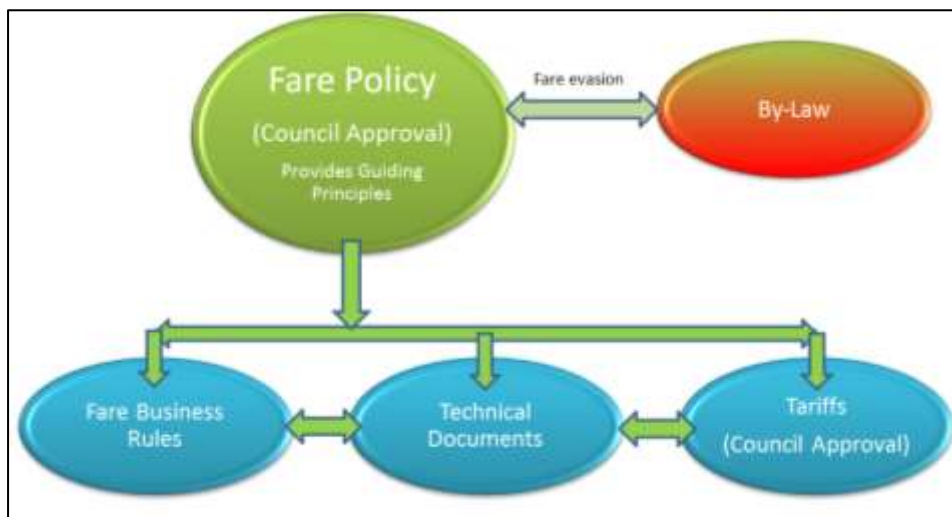 Fare Policy
(Council Approval)
Provides Guiding
Principles
Fare evasion
By-Law
Fare Business
Rules
Technical
Documents
Tariffs
(Council Approval)